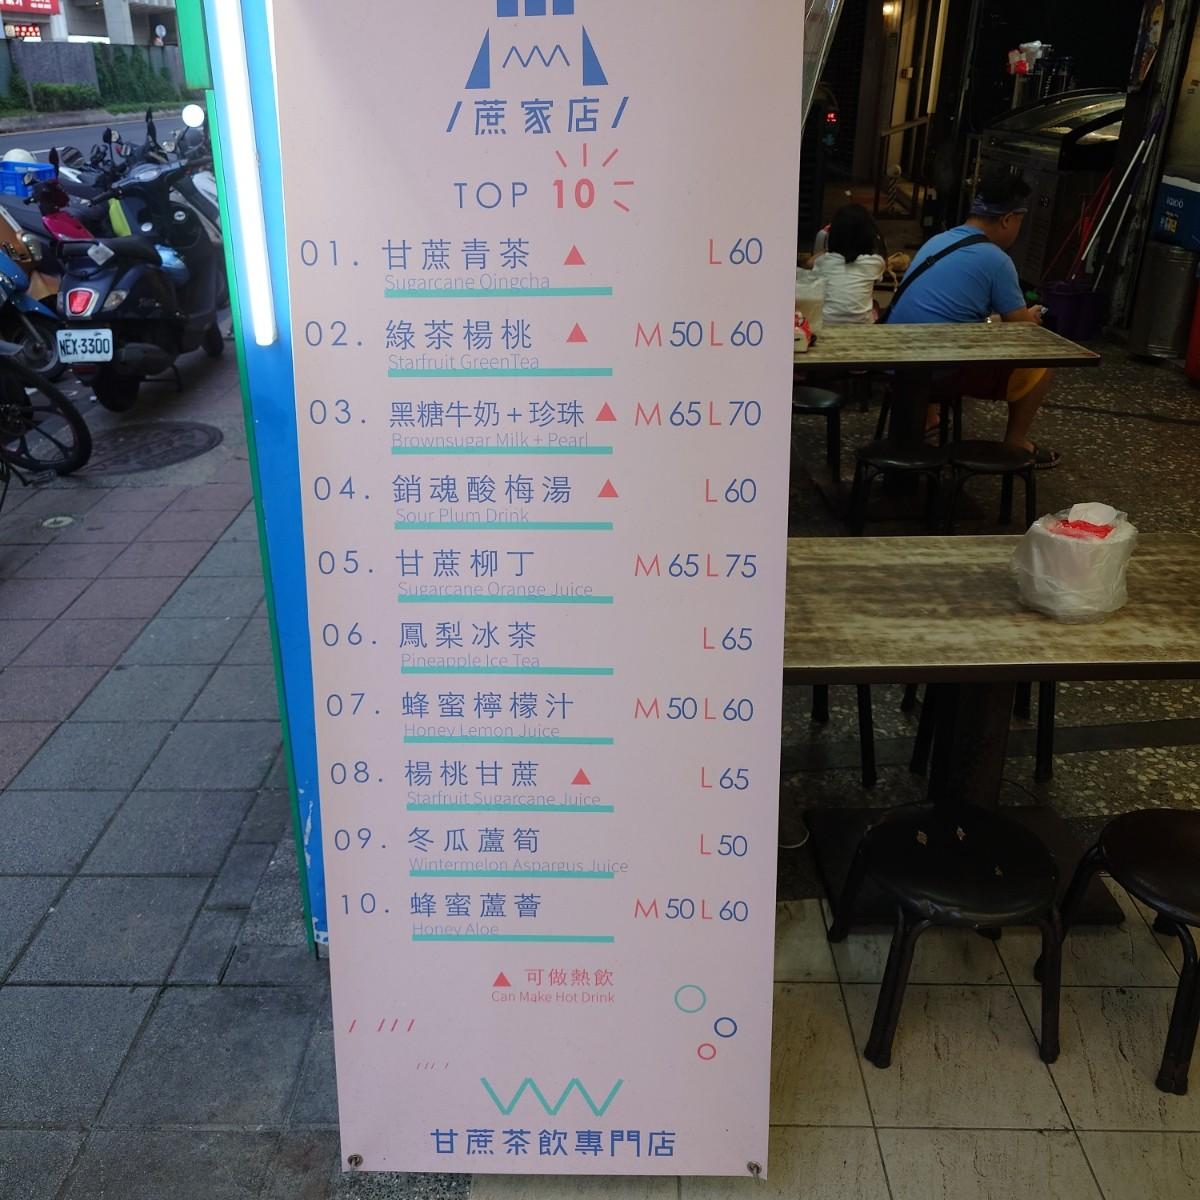 /蔗家店/
TOP 10
01. 甘蔗青茶 ▲ L60
Sugarcane Qingcha
02. 綠茶楊桃 ▲ M50 L60
Starfruit GreenTea
03. 黑糖牛奶+珍珠 ▲ M65 L70
Brownsugar Milk + Pearl
04. 銷魂酸梅湯 ▲ L60
Sour Plum Drink
05. 甘蔗柳丁 M65 L75
Sugarcane Orange Juice
06. 鳳梨冰茶 L65
Pineapple Ice Tea
07. 蜂蜜檸檬汁 M50 L60
Honey Lemon Juice
08. 楊桃甘蔗 ▲ L65
Starfruit Sugarcane Juice
09. 冬瓜蘆筍 L50
Wintermelon Aspargus Juice
10. 蜂蜜蘆薈 M50 L60
Honey Aloe
▲ 可做熱飲
Can Make Hot Drink
甘蔗茶飲專門店
NEX-3300